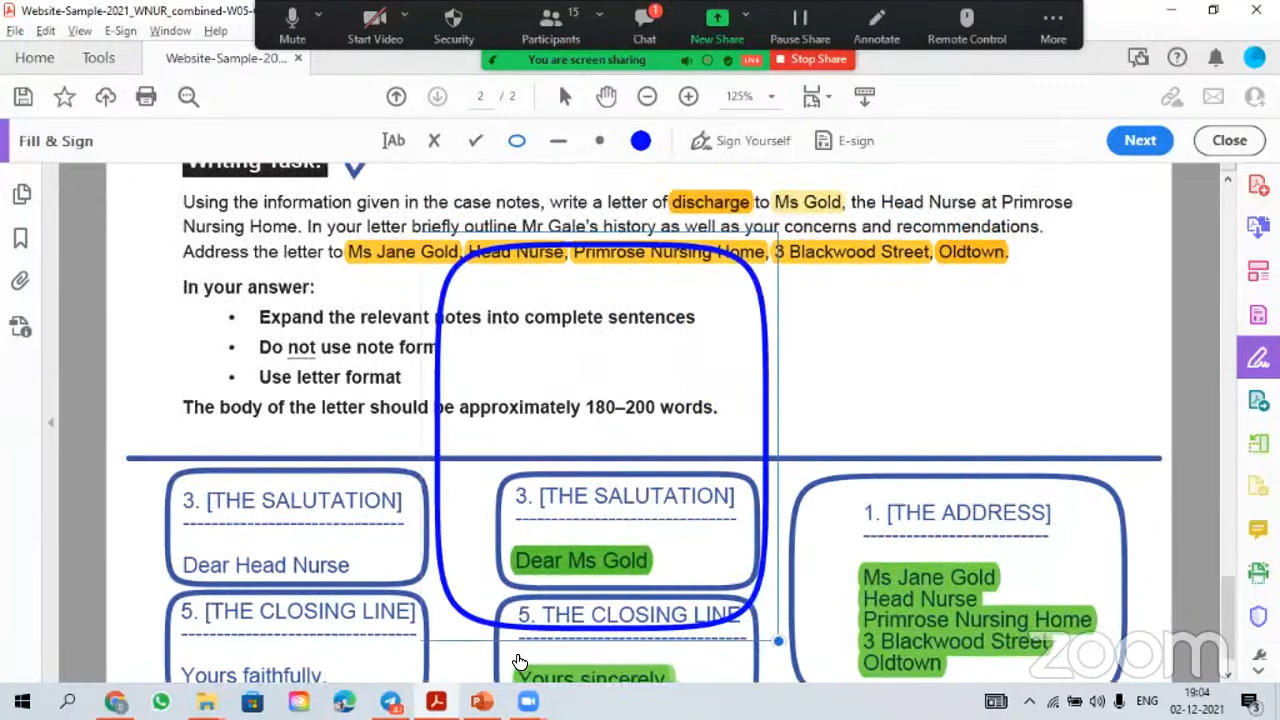 Website-Sample-2021_WNUR_combined-W05-
File Edit View E-Sign Window Help
Mute
Start Video
Security
15
Participants
1
Chat
New Share
Pause Share
Annotate
Remote Control
More
You are screen sharing
LIVE
Stop Share
Home
Tools
Website-Sample-20...
2 / 2
125%
Fill & Sign
Ab
Sign Yourself
E-sign
Next
Close
Writing Task:
Using the information given in the case notes, write a letter of discharge to Ms Gold, the Head Nurse at Primrose
Nursing Home. In your letter briefly outline Mr Gale's history as well as your concerns and recommendations.
Address the letter to Ms Jane Gold, Head Nurse, Primrose Nursing Home, 3 Blackwood Street, Oldtown.
In your answer:
• Expand the relevant notes into complete sentences
• Do not use note form
• Use letter format
The body of the letter should be approximately 180–200 words.
3. [THE SALUTATION]
Dear Head Nurse
5. [THE CLOSING LINE]
Yours faithfully,
3. [THE SALUTATION]
Dear Ms Gold
5. THE CLOSING LINE
Yours sincerely
1. [THE ADDRESS]
Ms Jane Gold
Head Nurse
Primrose Nursing Home
3 Blackwood Street
Oldtown
zoom
ENG
19:04
02-12-2021